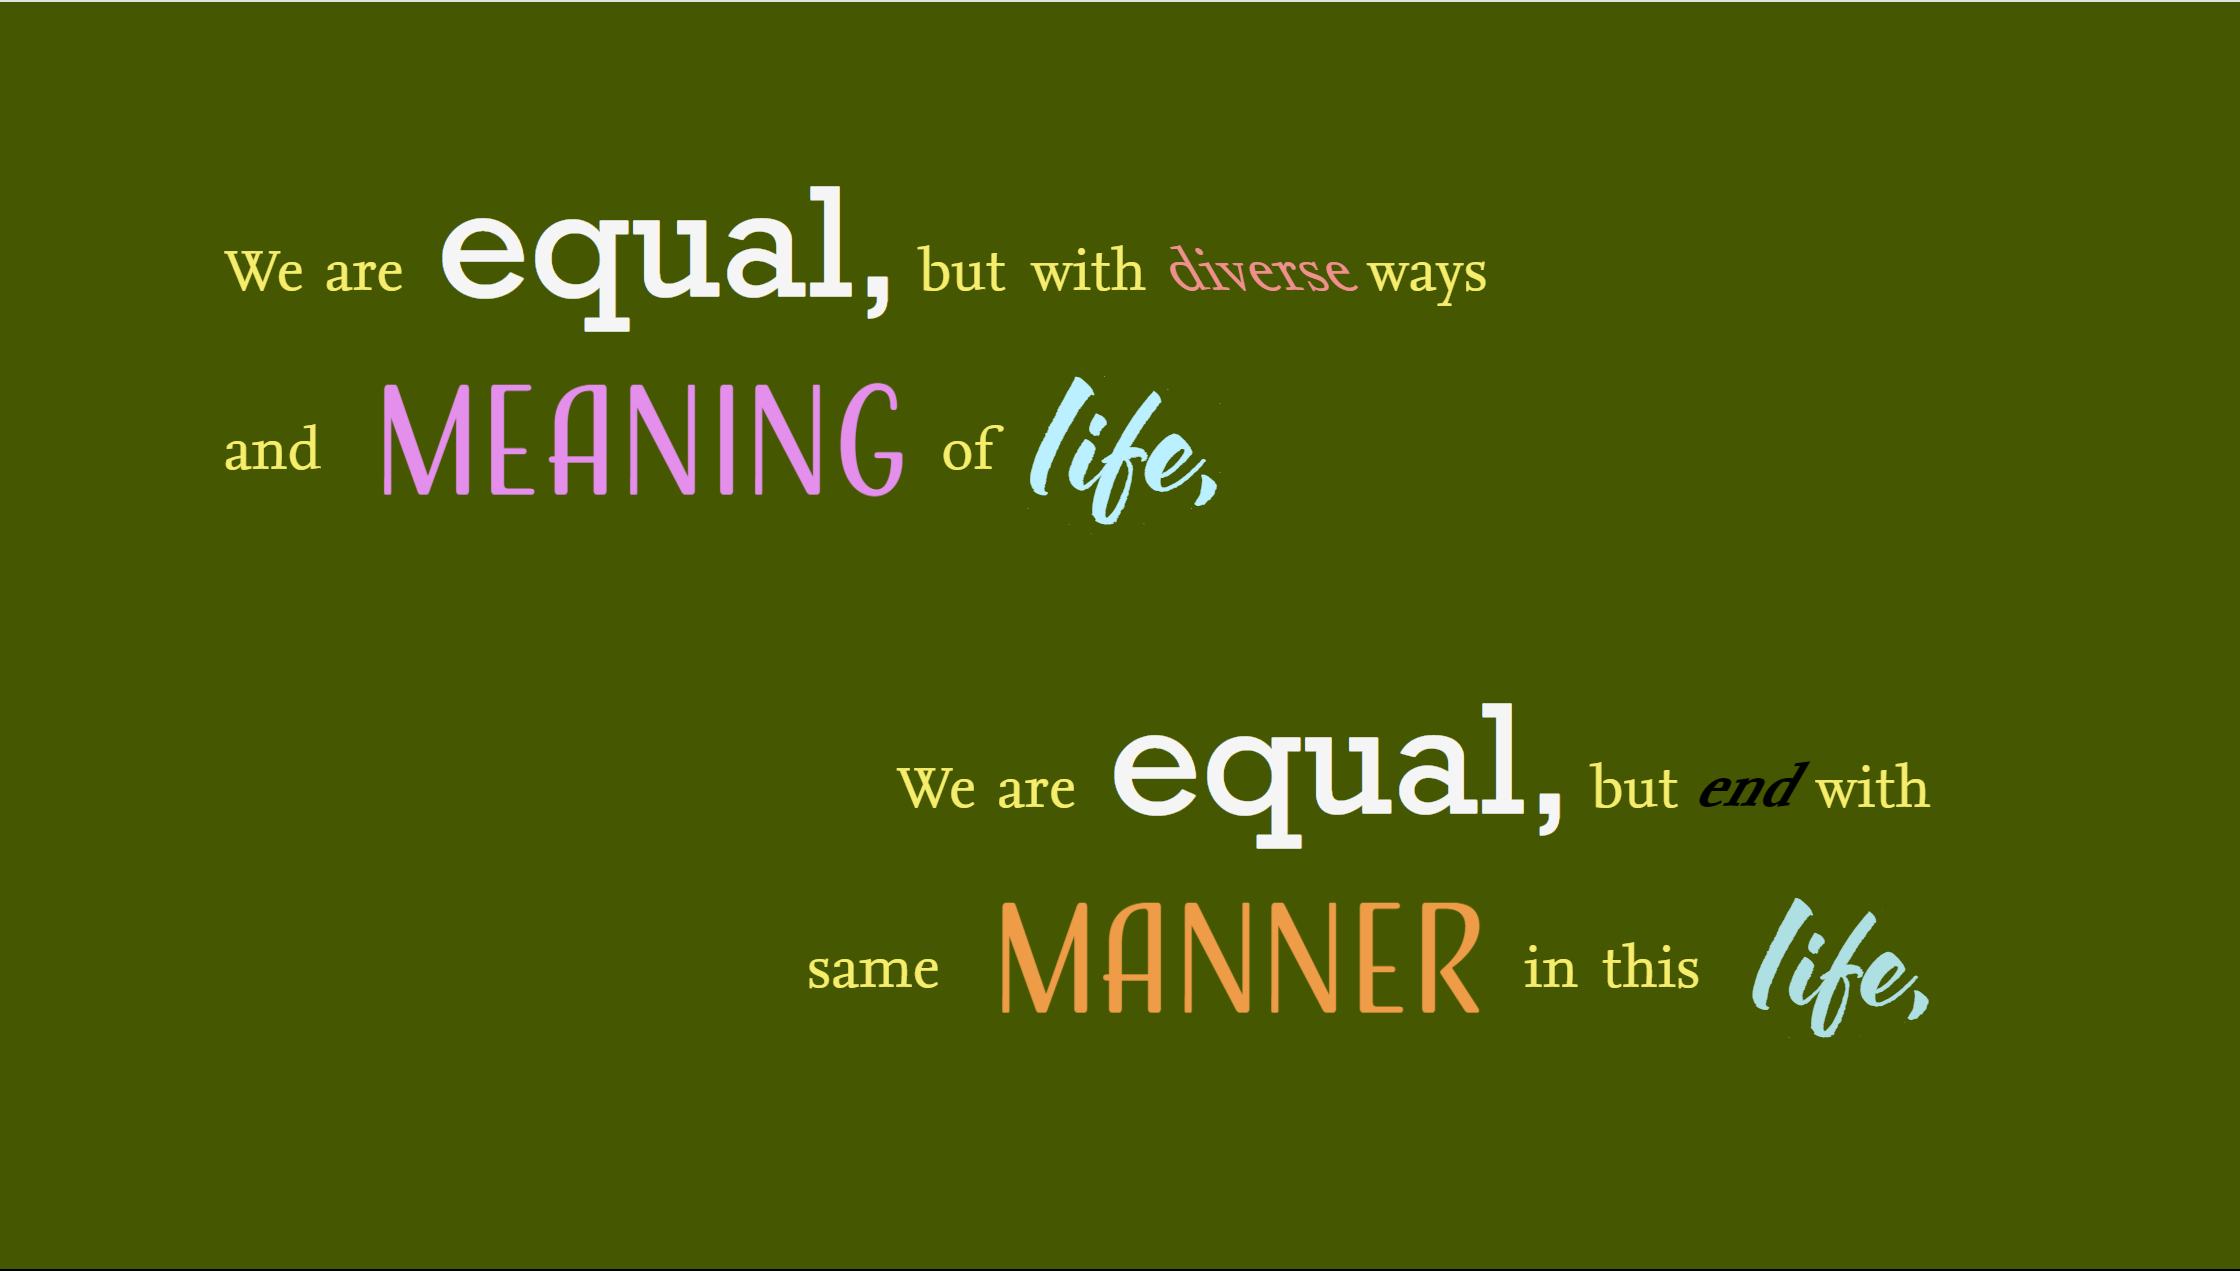 We are equal, but with diverse ways
and MEANING of life,
We are equal, but end with
same MANNER in this life,